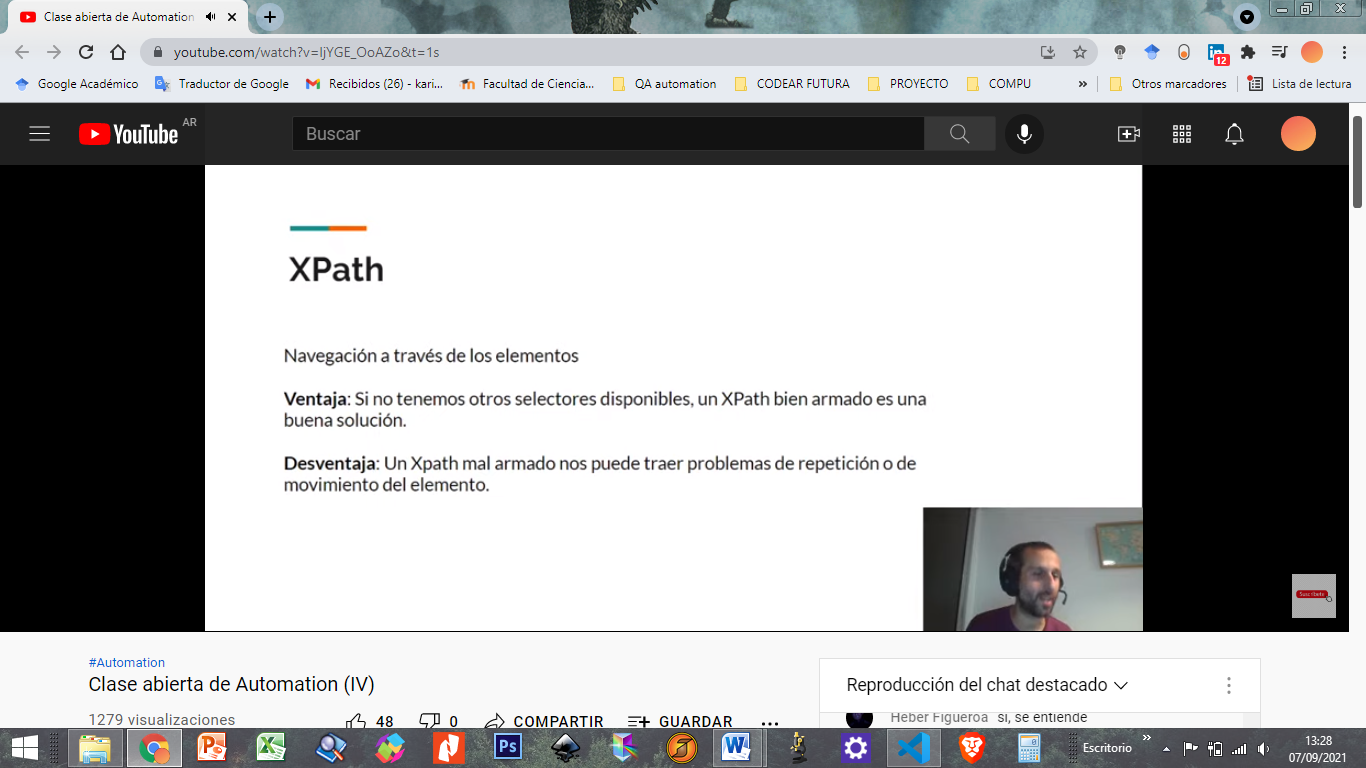 Clase abierta de Automation
youtube.com/watch?v=IjYGE_OoAZo&t=1s
12
Google Académico
Traductor de Google
Recibidos (26) - kari...
Facultad de Ciencia...
QA automation
CODEAR FUTURA
PROYECTO
COMPU
»
Otros marcadores
Lista de lectura
YouTube AR
Buscar
XPath
Navegación a través de los elementos
Ventaja: Si no tenemos otros selectores disponibles, un XPath bien armado es una
buena solución.
Desventaja: Un Xpath mal armado nos puede traer problemas de repetición o de
movimiento del elemento.
Suscríbete
#Automation
Clase abierta de Automation (IV)
1279 visualizaciones
48
0
COMPARTIR
GUARDAR
...
Reproducción del chat destacado
Heber Figueroa si, se entiende
Ps
Escritorio
»
13:28
07/09/2021